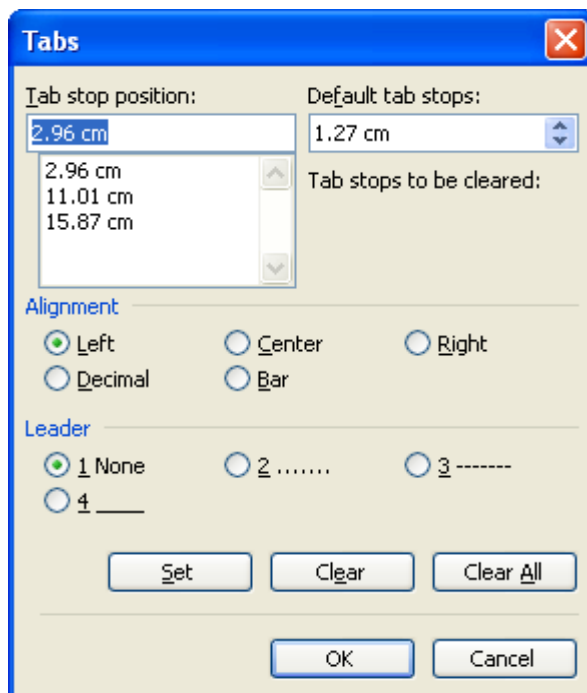 Tabs
Tab stop position: Default tab stops:
2.96 cm 1.27 cm
2.96 cm
11.01 cm
15.87 cm
Tab stops to be cleared:
Alignment
Left Center Right
Decimal Bar
Leader
1 None 2 ....... 3 -------
4 ____
Set Clear Clear All
OK Cancel